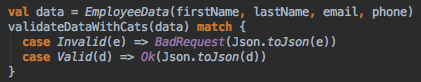 val data = EmployeeData(firstName, lastName, email, phone)
validateDataWithCats(data) match {
  case Invalid(e) => BadRequest(Json.toJson(e))
  case Valid(d) => Ok(Json.toJson(d))
}